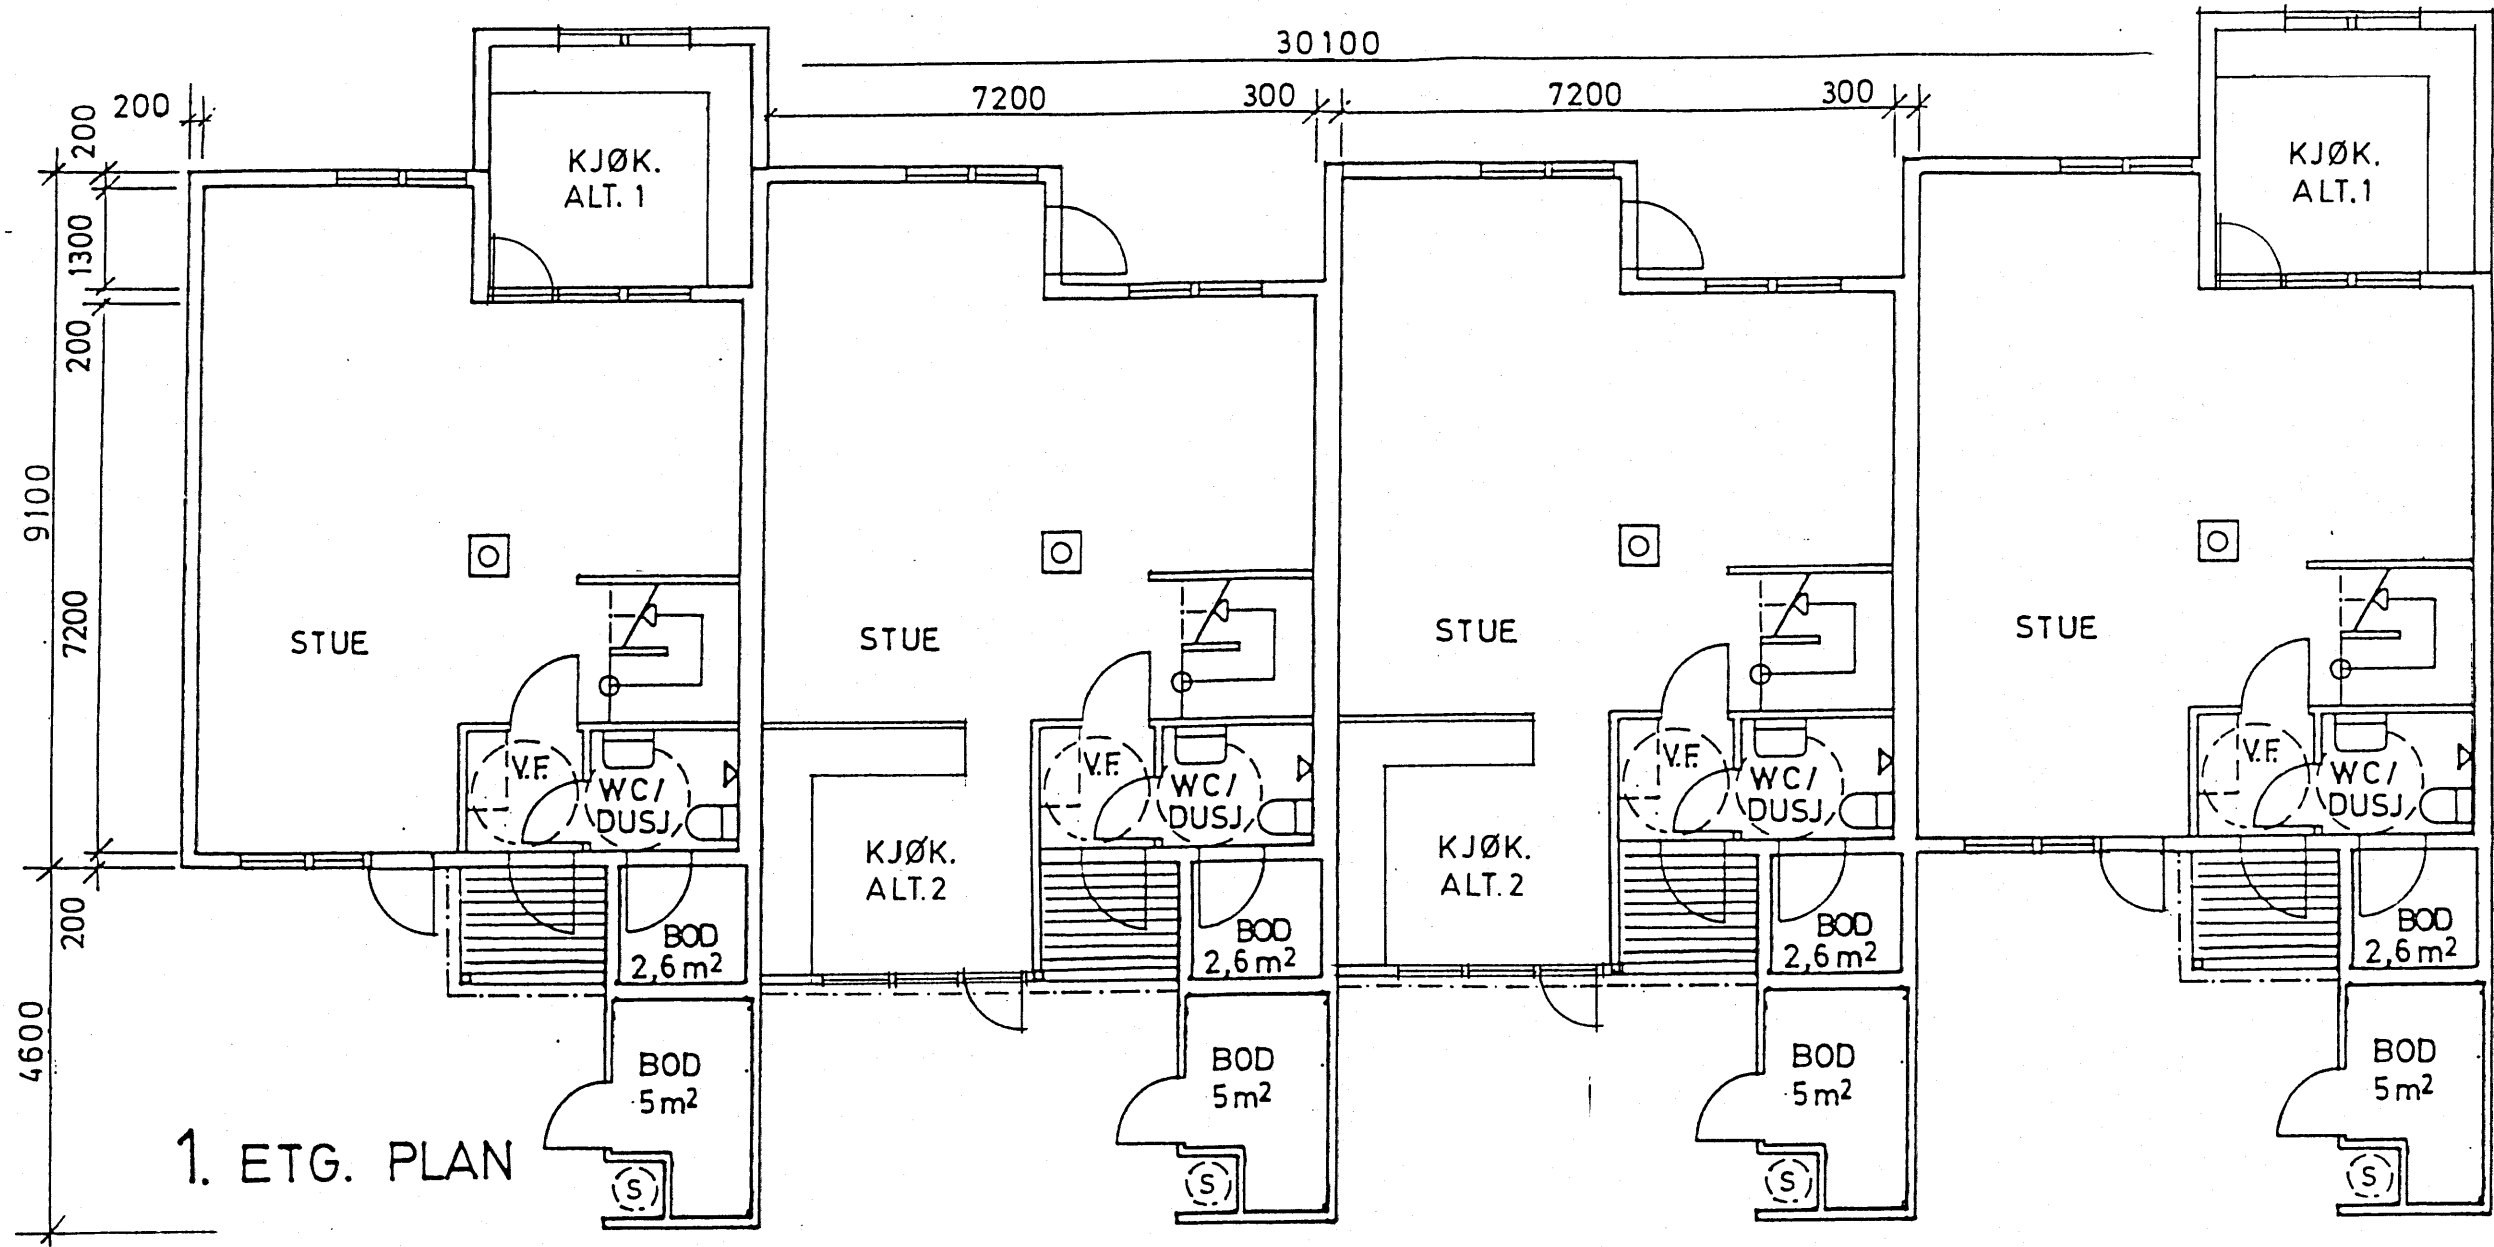 30100
200
7200
300
7200
300
200
1300
200
9100
7200
200
4600
KJØK.
ALT. 1
KJØK.
ALT.1
STUE
STUE
STUE
STUE
V.F.
WC/
DUSJ
V.F.
WC/
DUSJ
V.F.
WC/
DUSJ
V.F.
WC/
DUSJ
KJØK.
ALT.2
KJØK.
ALT.2
BOD
2,6 m²
BOD
2,6 m²
BOD
2,6 m²
BOD
2,6 m²
BOD
5 m²
BOD
5 m²
BOD
5 m²
BOD
5 m²
S
S
S
S
1. ETG. PLAN